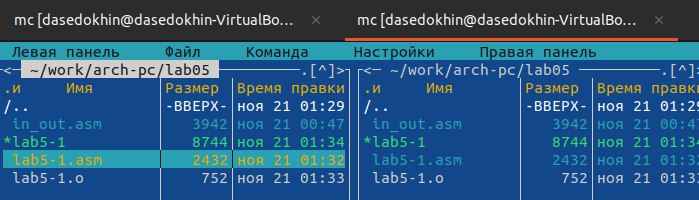 mc [dasedokhin@dasedokhin-VirtualBo... × mc [dasedokhin@dasedokhin-VirtualBo... ×
Левая панель Файл Команда Настройки Правая панель
<─ ~/work/arch-pc/lab05 ─.[^]>┐┌<─ ~/work/arch-pc/lab05 ─.[^]>
.и Имя Размер Время правки .и Имя Размер Время правки
/.. -ВВЕРХ- ноя 21 01:29 /.. -ВВЕРХ- ноя 21 01:29
in_out.asm 3942 ноя 21 00:47 in_out.asm 3942 ноя 21 00:47
*lab5-1 8744 ноя 21 01:34 *lab5-1 8744 ноя 21 01:34
lab5-1.asm 2432 ноя 21 01:32 lab5-1.asm 2432 ноя 21 01:32
lab5-1.o 752 ноя 21 01:33 lab5-1.o 752 ноя 21 01:33